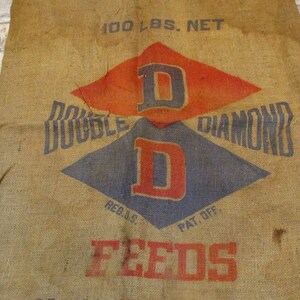 100 LBS. NET
D
DOUBLE DIAMOND
D
REG. U.S. PAT. OFF.
FEEDS